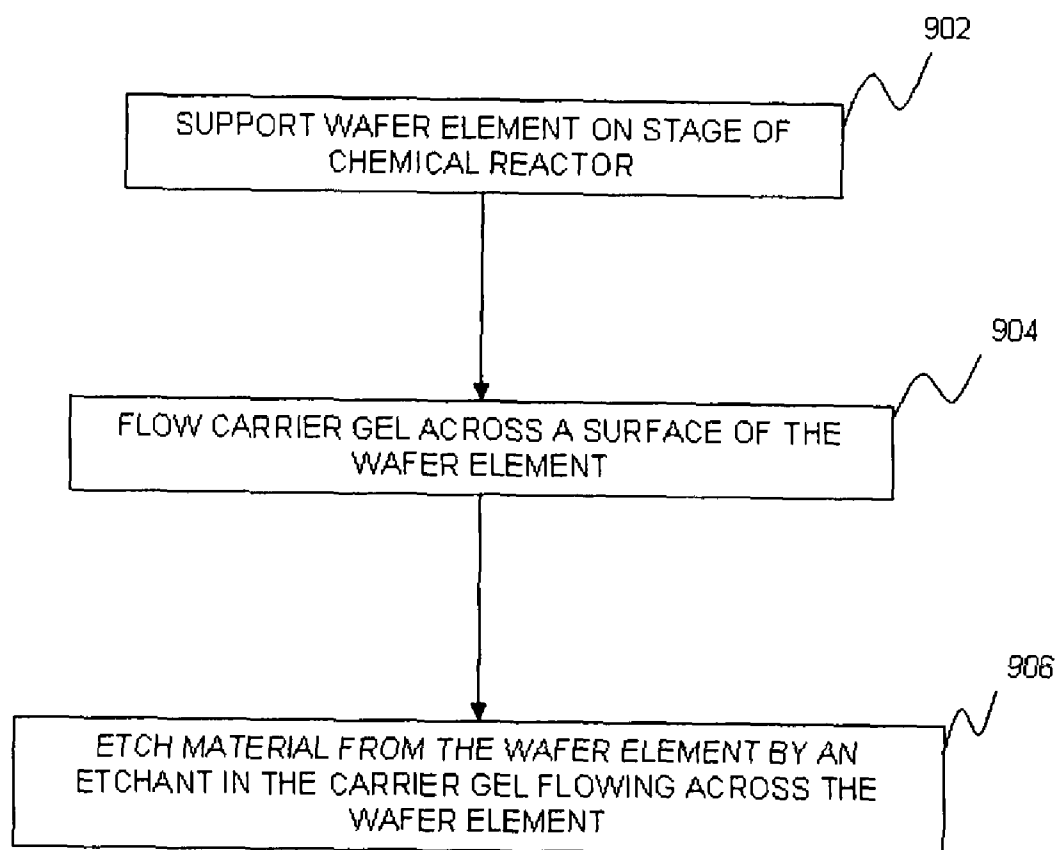 902
SUPPORT WAFER ELEMENT ON STAGE OF
CHEMICAL REACTOR
904
FLOW CARRIER GEL ACROSS A SURFACE OF THE
WAFER ELEMENT
906
ETCH MATERIAL FROM THE WAFER ELEMENT BY AN
ETCHANT IN THE CARRIER GEL FLOWING ACROSS THE
WAFER ELEMENT